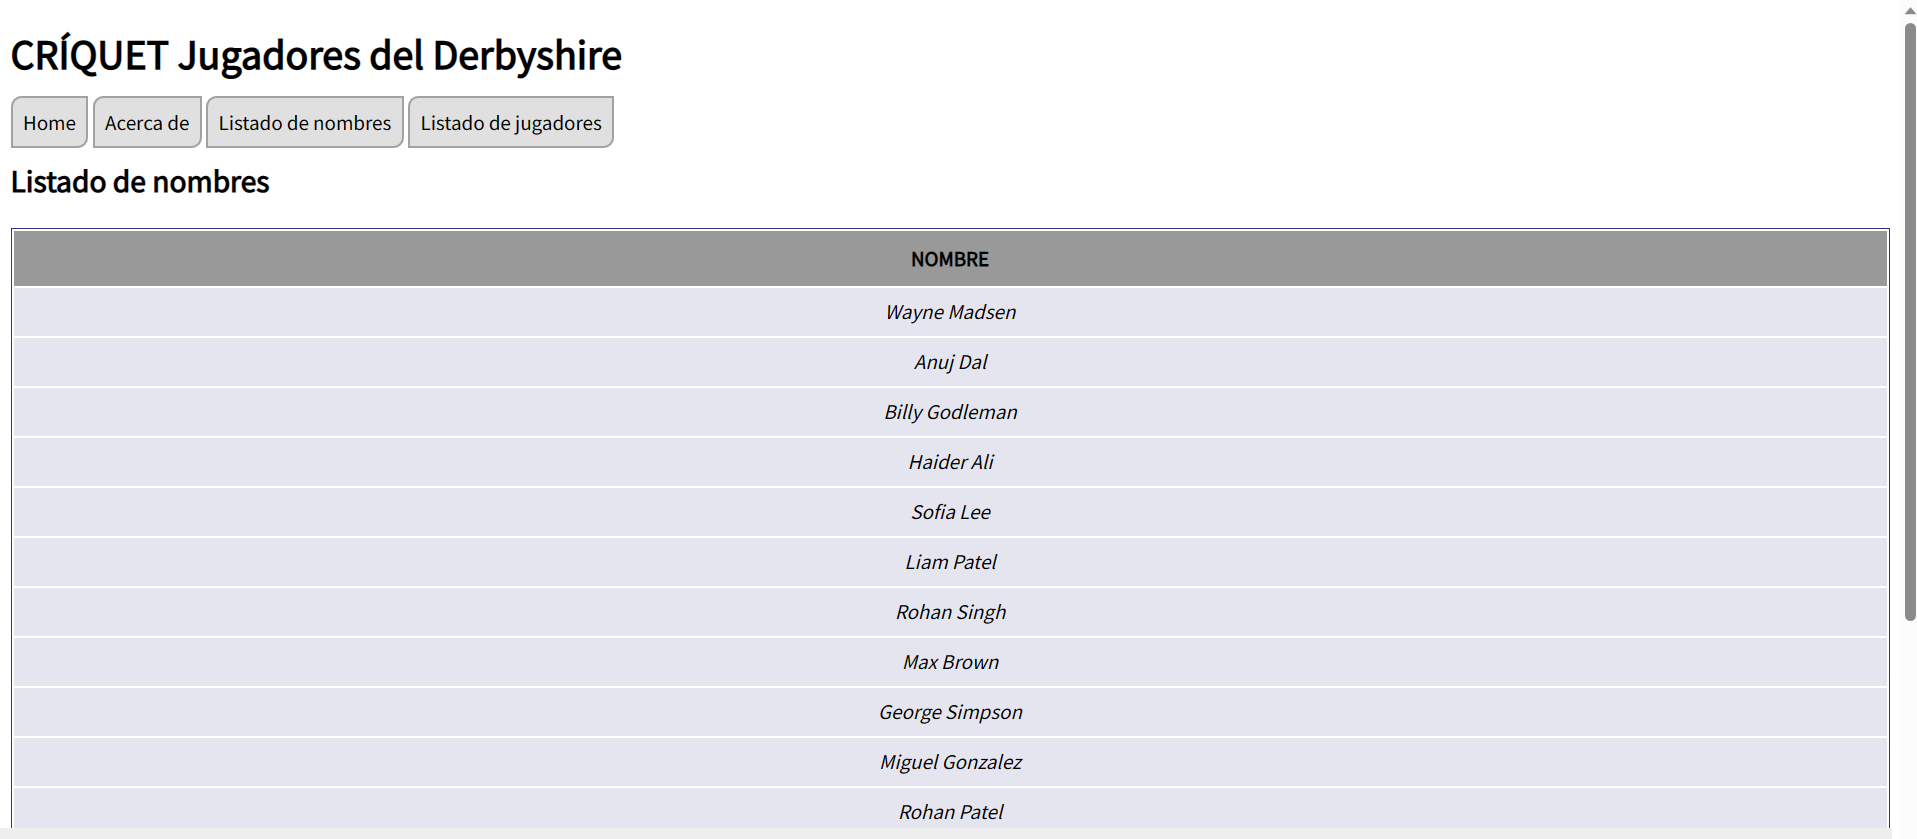 CRÍQUET Jugadores del Derbyshire
Home Acerca de Listado de nombres Listado de jugadores
Listado de nombres
NOMBRE
Wayne Madsen
Anuj Dal
Billy Godleman
Haider Ali
Sofia Lee
Liam Patel
Rohan Singh
Max Brown
George Simpson
Miguel Gonzalez
Rohan Patel